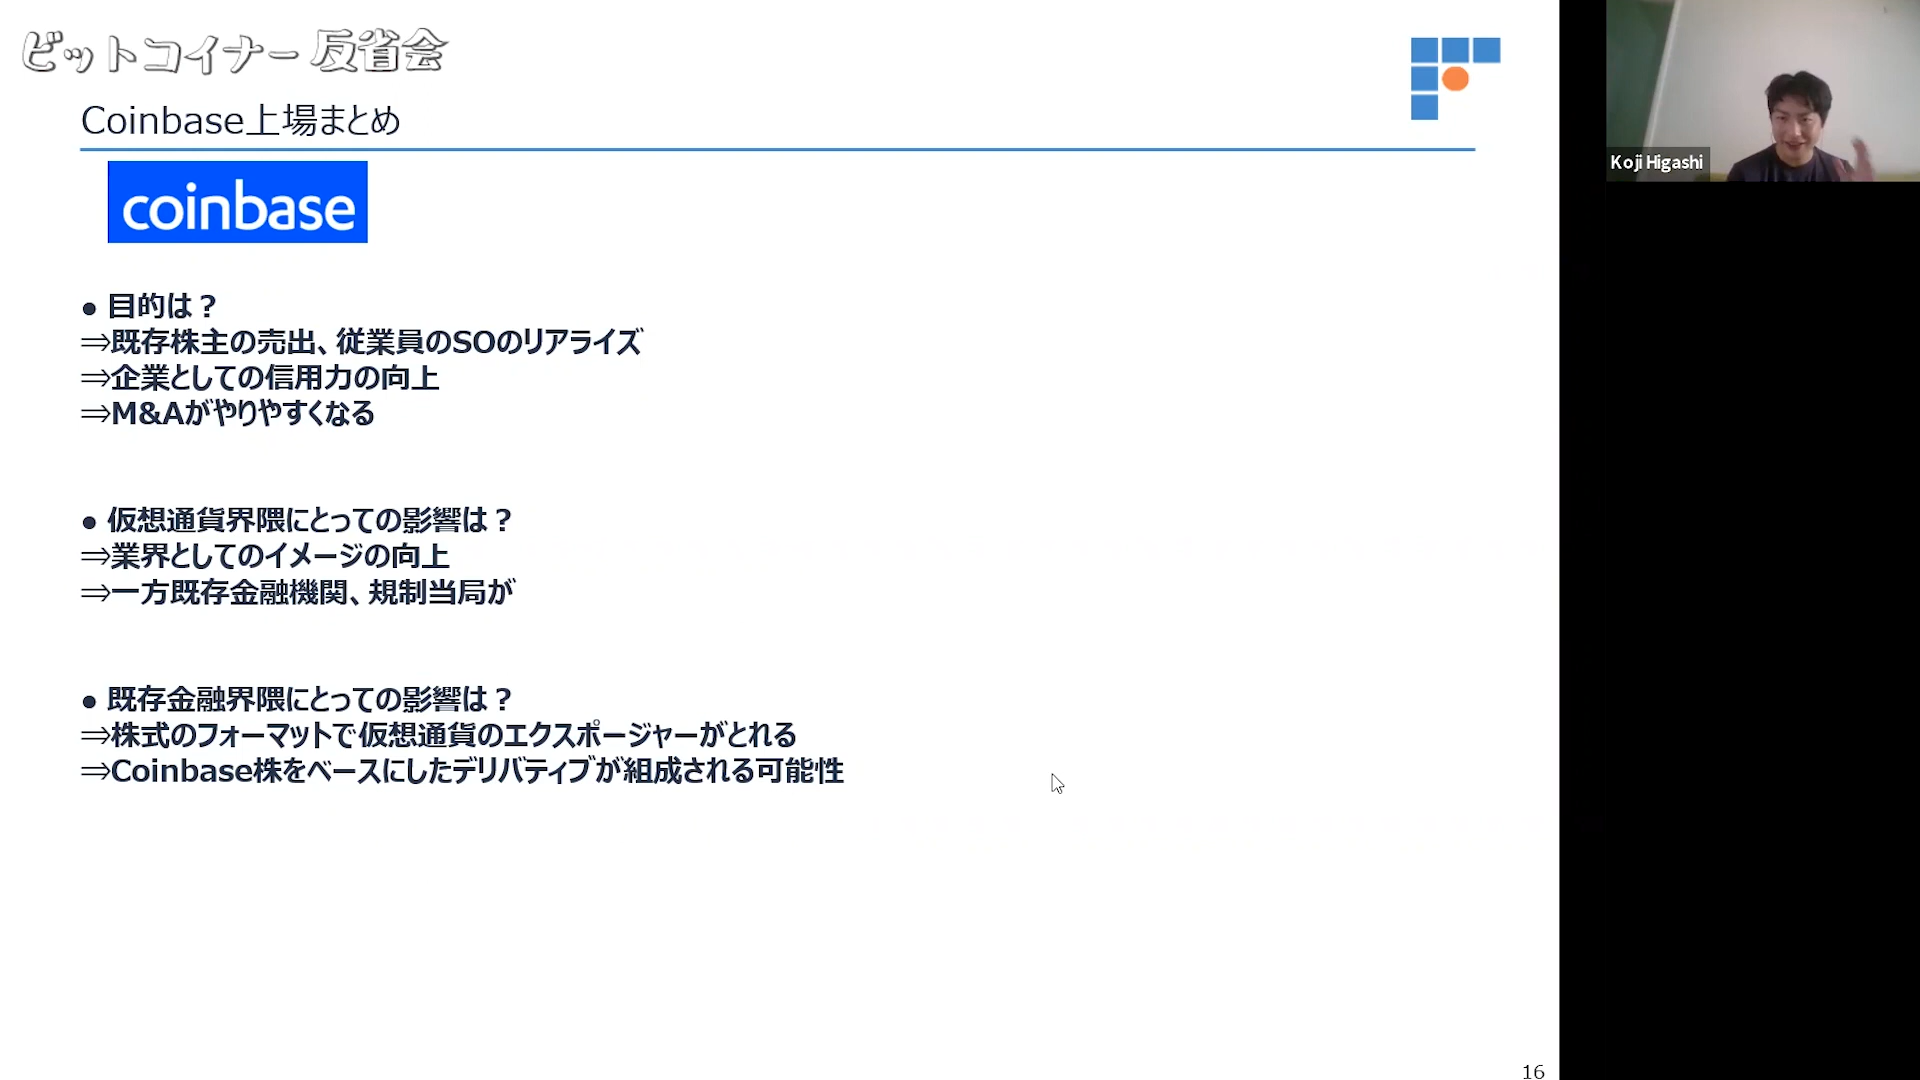 ビットコイナー反省会
Coinbase上場まとめ
coinbase
Koji Higashi
● 目的は？
⇒既存株主の売出、従業員のSOのリアライズ
⇒企業としての信用力の向上
⇒M&Aがやりやすくなる
● 仮想通貨界隈にとっての影響は？
⇒業界としてのイメージの向上
⇒一方既存金融機関、規制当局が
● 既存金融界隈にとっての影響は？
⇒株式のフォーマットで仮想通貨のエクスポージャーがとれる
⇒Coinbase株をベースにしたデリバティブが組成される可能性
16